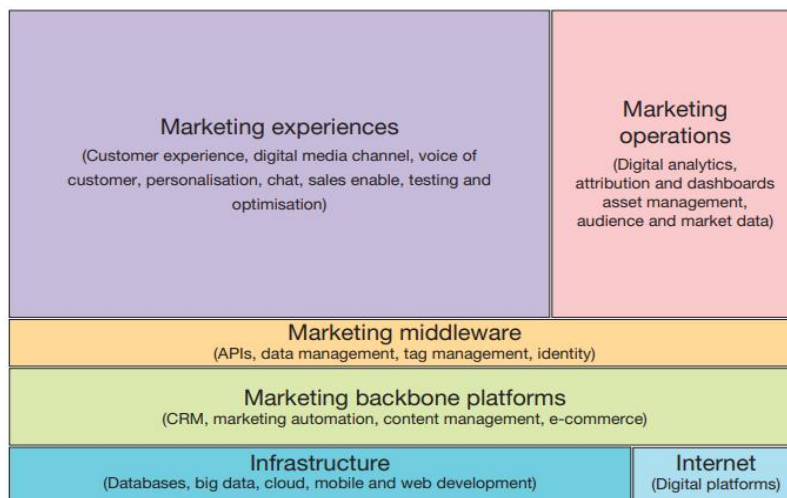 Marketing experiences
(Customer experience, digital media channel, voice of
customer, personalisation, chat, sales enable, testing and
optimisation)
Marketing
operations
(Digital analytics,
attribution and dashboards
asset management,
audience and market data)
Marketing middleware
(APIs, data management, tag management, identity)
Marketing backbone platforms
(CRM, marketing automation, content management, e-commerce)
Infrastructure
(Databases, big data, cloud, mobile and web development)
Internet
(Digital platforms)